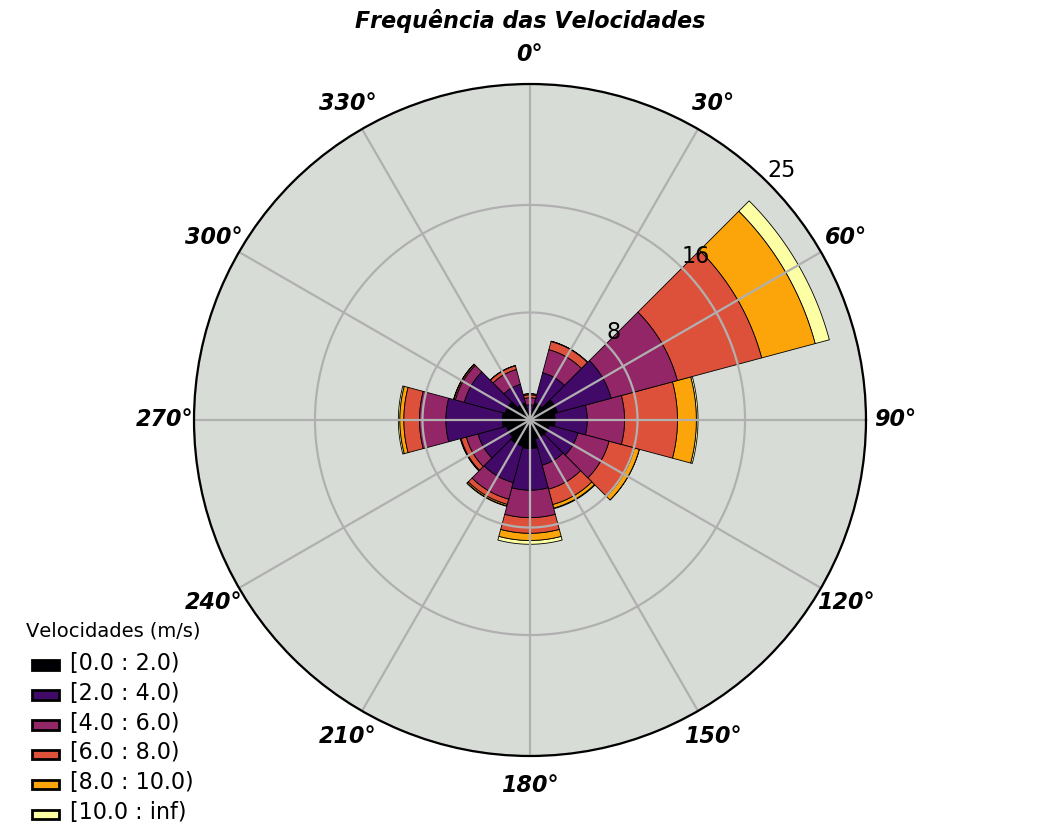 Frequência das Velocidades
0°
330°
30°
25
300°
60°
16
8
270°
90°
240°
120°
Velocidades (m/s)
[0.0 : 2.0)
[2.0 : 4.0)
[4.0 : 6.0)
210°
150°
[6.0 : 8.0)
[8.0 : 10.0)
180°
[10.0 : inf)